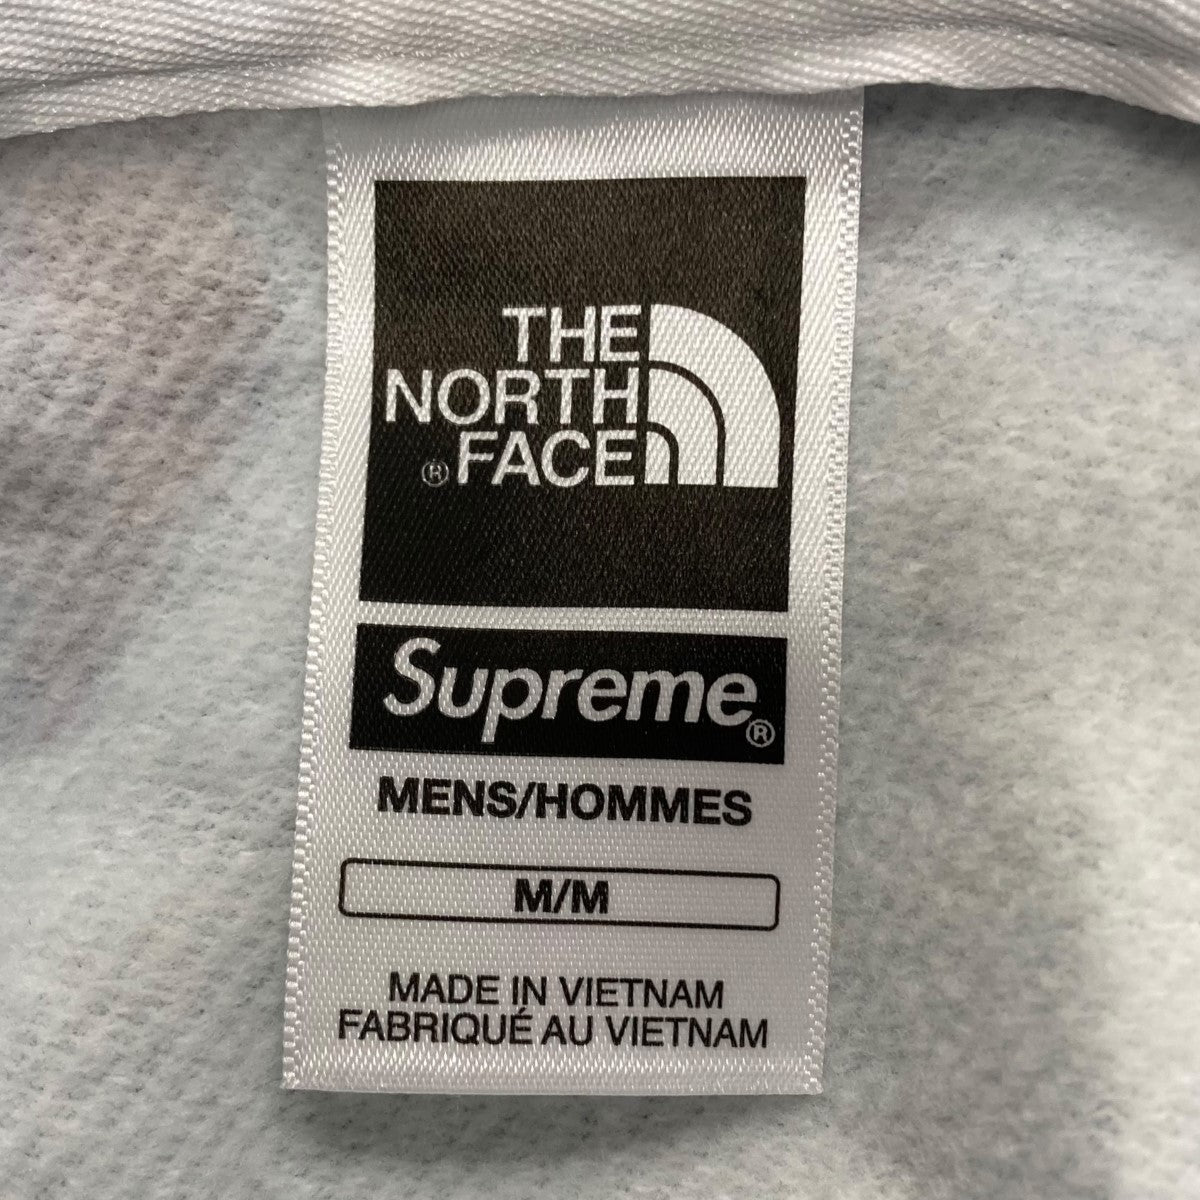 THE
NORTH
® FACE
Supreme®
MENS/HOMMES
M/M
MADE IN VIETNAM
FABRIQUÉ AU VIETNAM